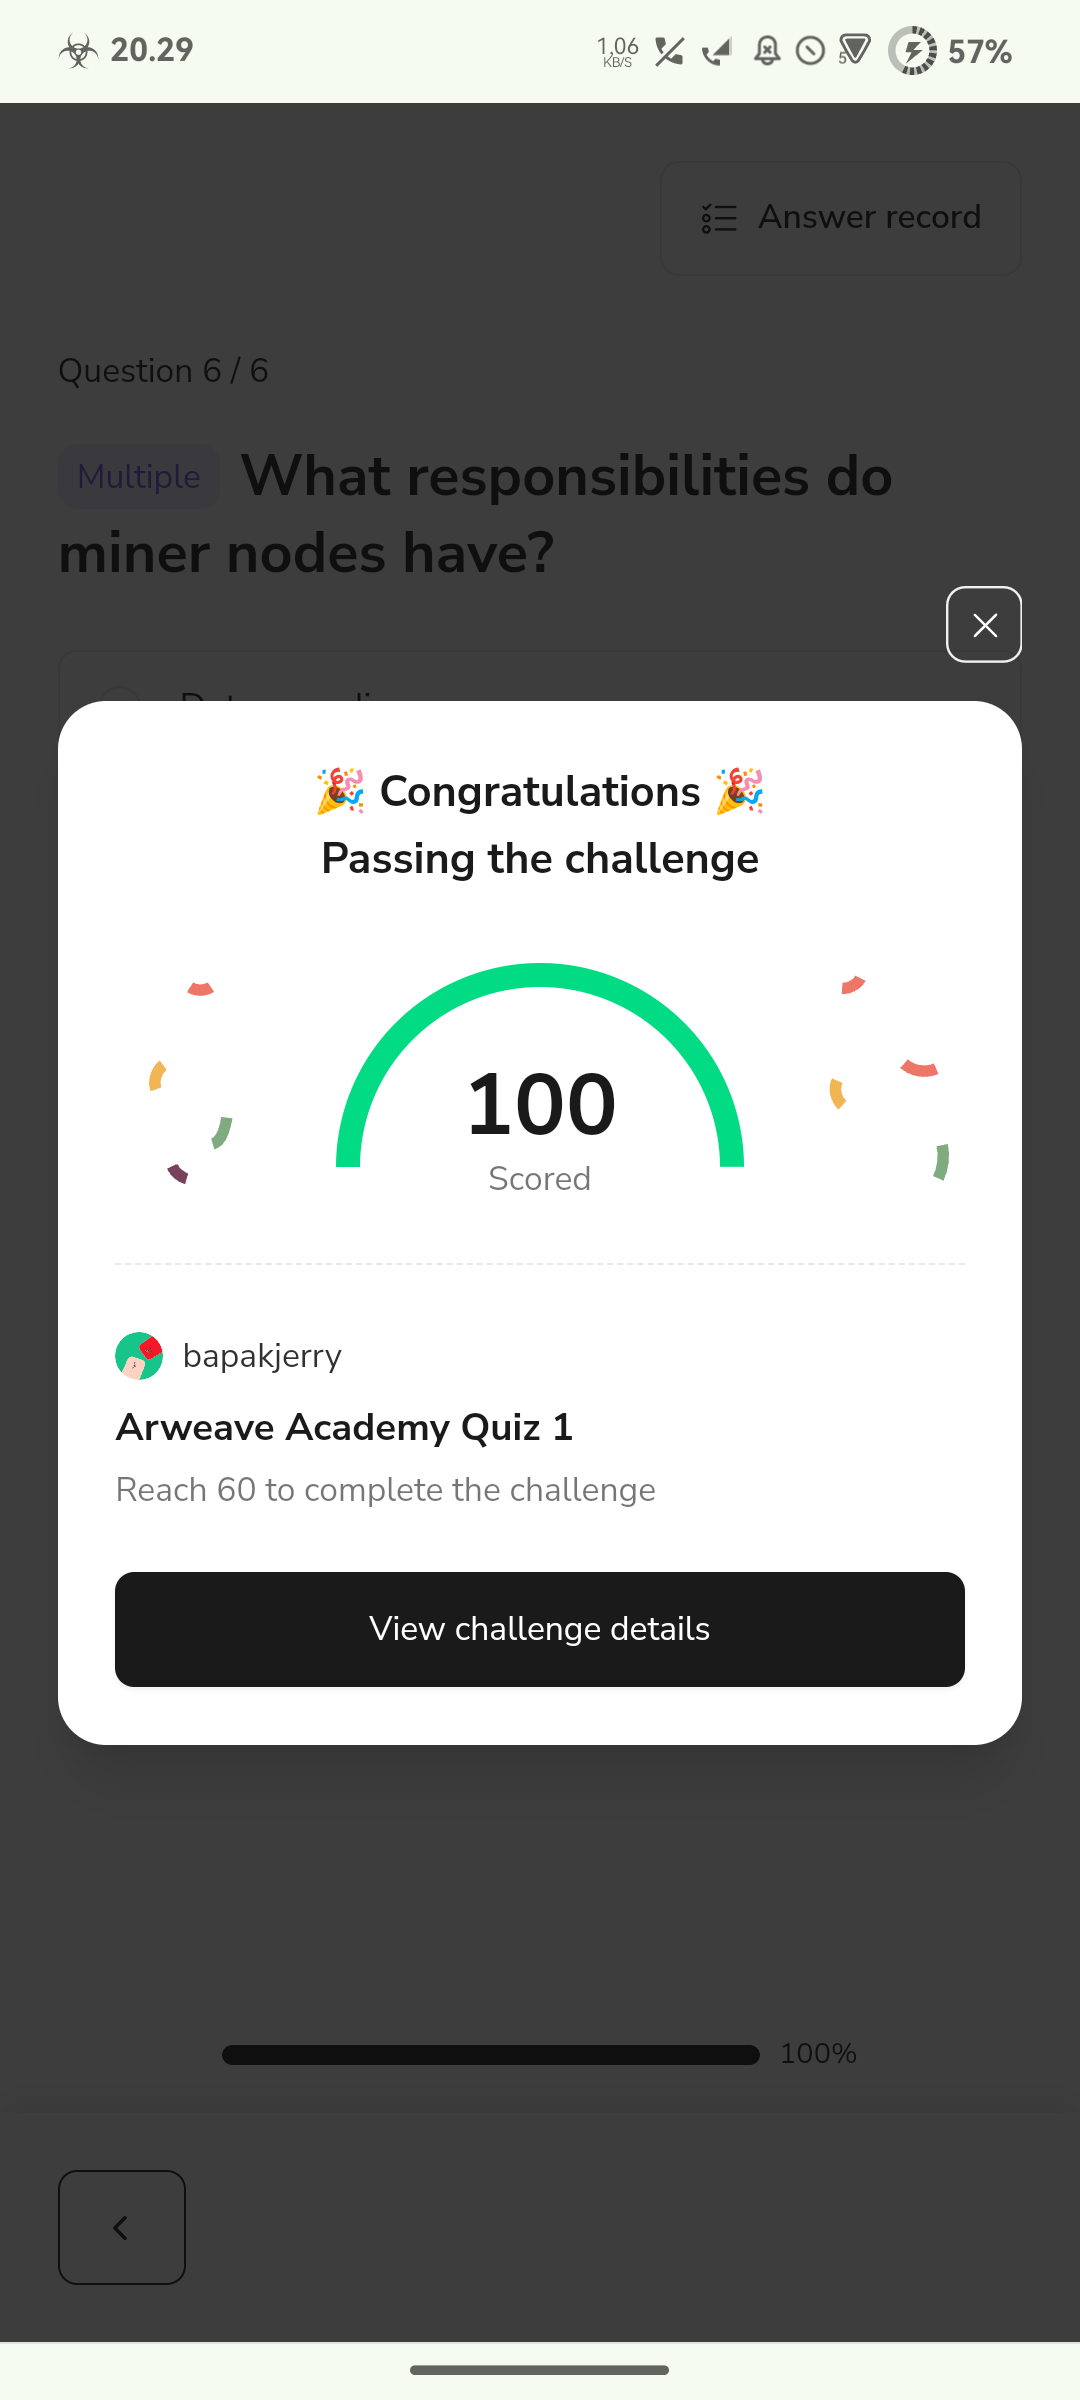 20.29
1,06
KB/S
5
57%
Answer record
Question 6 / 6
Multiple What responsibilities do
miner nodes have?
🎉 Congratulations 🎉
Passing the challenge
100
Scored
bapakjerry
Arweave Academy Quiz 1
Reach 60 to complete the challenge
View challenge details
100%